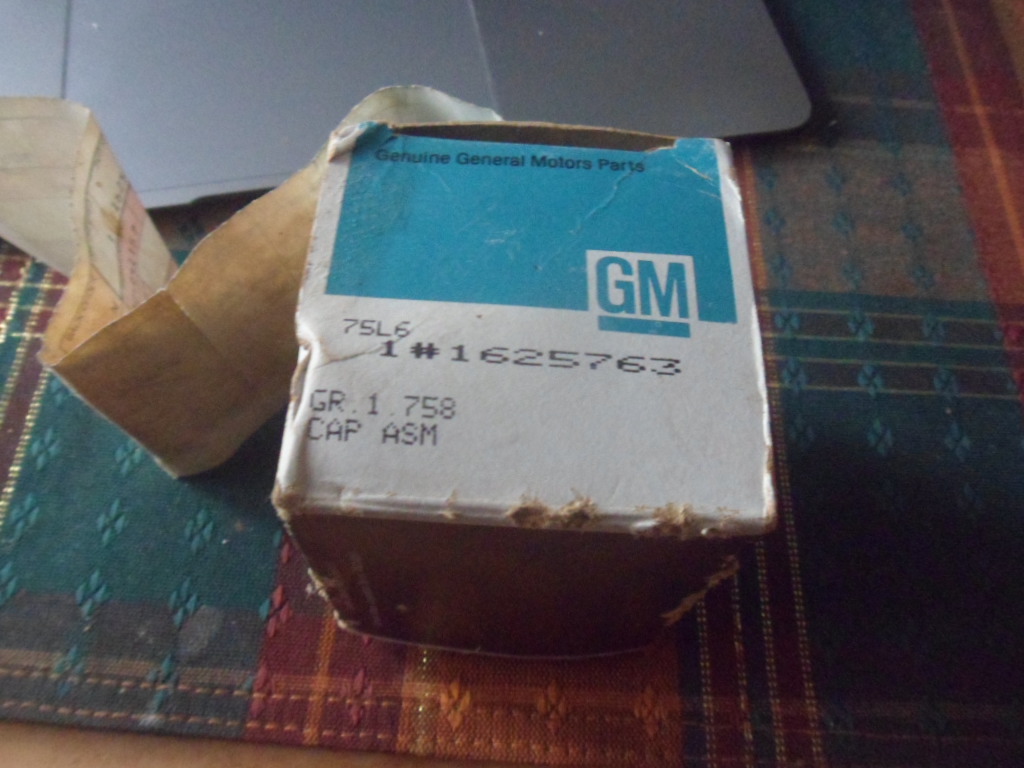 Genuine General Motors Parts
GM
75L6
1#1625763
GR.1.758
CAP ASM